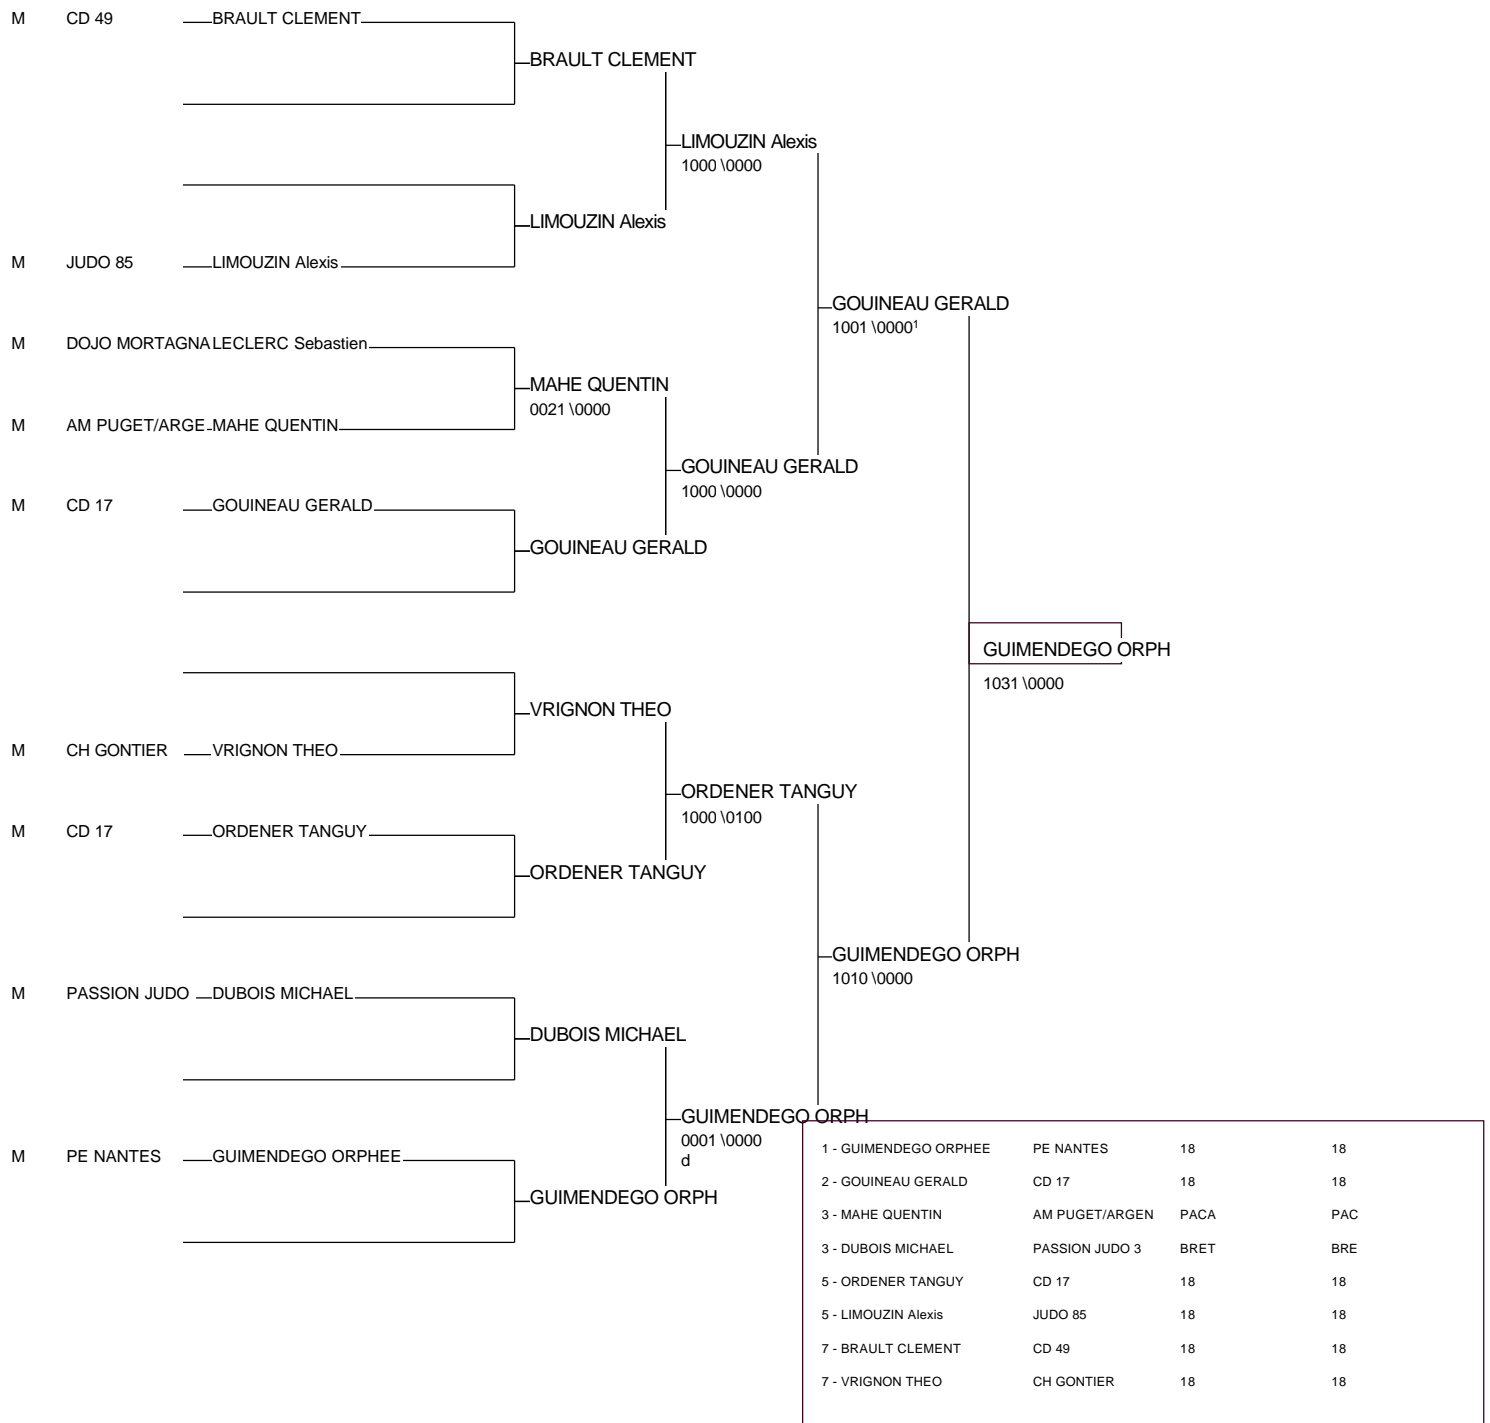 M CD 49 BRAULT CLEMENT
BRAULT CLEMENT
LIMOUZIN Alexis
1000 \0000
LIMOUZIN Alexis
M JUDO 85 LIMOUZIN Alexis
GOUINEAU GERALD
1001 \0000¹
M DOJO MORTAGNA LECLERC Sebastien
MAHE QUENTIN
0021 \0000
M AM PUGET/ARGE MAHE QUENTIN
GOUINEAU GERALD
1000 \0000
M CD 17 GOUINEAU GERALD
GOUINEAU GERALD
GUIMENDEGO ORPH
1031 \0000
VRIGNON THEO
M CH GONTIER VRIGNON THEO
ORDENER TANGUY
1000 \0100
M CD 17 ORDENER TANGUY
ORDENER TANGUY
GUIMENDEGO ORPH
1010 \0000
M PASSION JUDO DUBOIS MICHAEL
DUBOIS MICHAEL
GUIMENDEGO ORPH
0001 \0000
d
M PE NANTES GUIMENDEGO ORPHEE
GUIMENDEGO ORPH
1 - GUIMENDEGO ORPHEE PE NANTES 18 18
2 - GOUINEAU GERALD CD 17 18 18
3 - MAHE QUENTIN AM PUGET/ARGEN PACA PAC
3 - DUBOIS MICHAEL PASSION JUDO 3 BRET BRE
5 - ORDENER TANGUY CD 17 18 18
5 - LIMOUZIN Alexis JUDO 85 18 18
7 - BRAULT CLEMENT CD 49 18 18
7 - VRIGNON THEO CH GONTIER 18 18